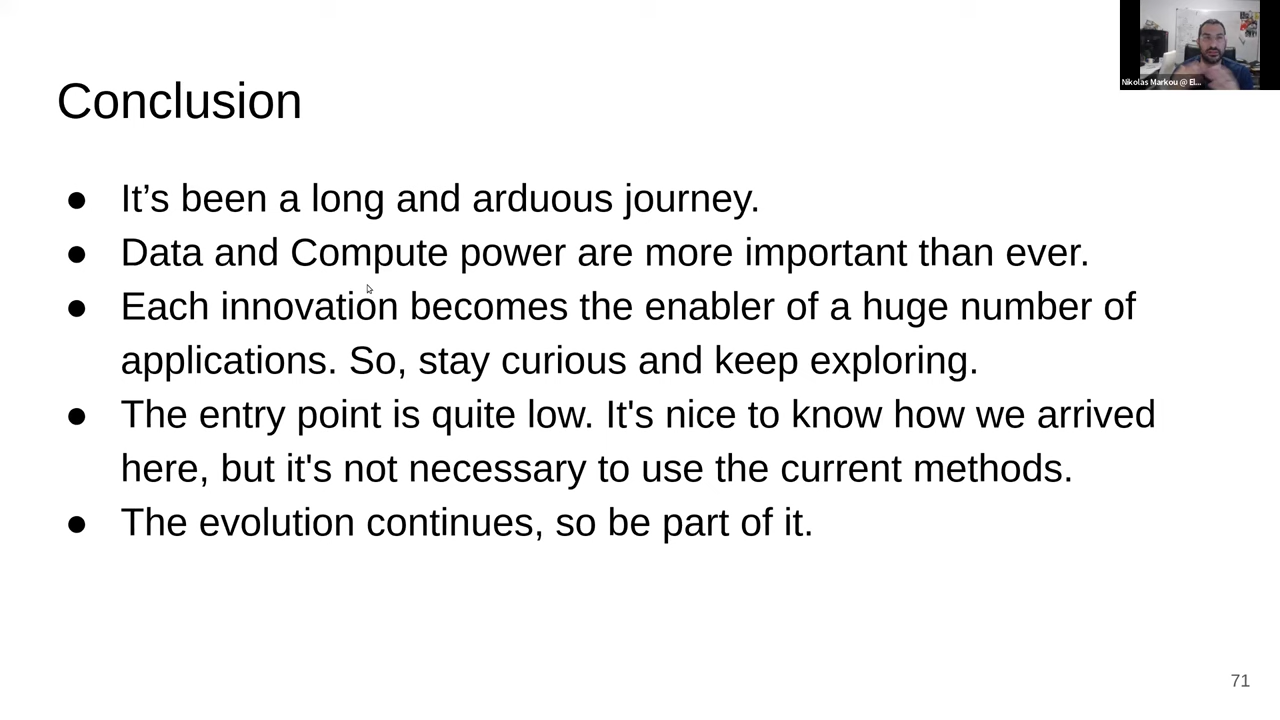 Nikolas Markou @ El...
Conclusion
● It’s been a long and arduous journey.
● Data and Compute power are more important than ever.
● Each innovation becomes the enabler of a huge number of
applications. So, stay curious and keep exploring.
● The entry point is quite low. It's nice to know how we arrived
here, but it's not necessary to use the current methods.
● The evolution continues, so be part of it.
71